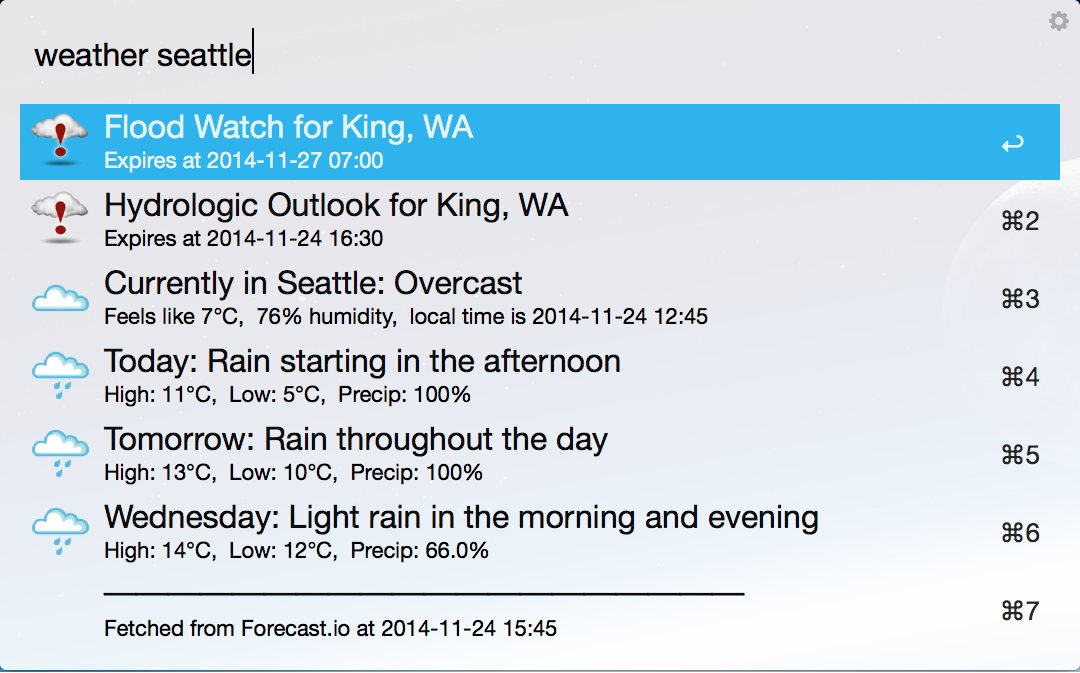 weather seattle
Flood Watch for King, WA
Expires at 2014-11-27 07:00
Hydrologic Outlook for King, WA
⌘2
Expires at 2014-11-24 16:30
Currently in Seattle: Overcast
⌘3
Feels like 7°C, 76% humidity, local time is 2014-11-24 12:45
Today: Rain starting in the afternoon
⌘4
High: 11°C, Low: 5°C, Precip: 100%
Tomorrow: Rain throughout the day
⌘5
High: 13°C, Low: 10°C, Precip: 100%
Wednesday: Light rain in the morning and evening
⌘6
High: 14°C, Low: 12°C, Precip: 66.0%
⌘7
Fetched from Forecast.io at 2014-11-24 15:45